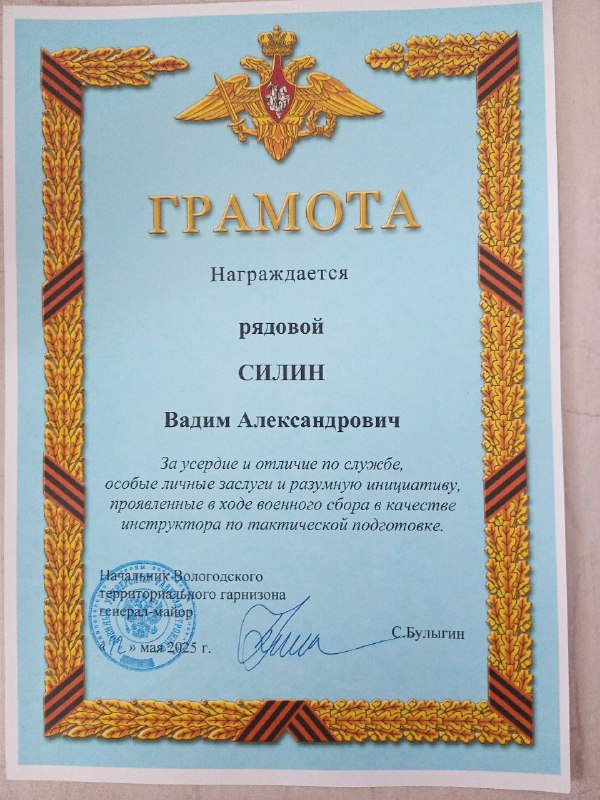 ГРАМОТА
Награждается
рядовой
СИЛИН
Вадим Александрович
За усердие и отличие по службе,
особые личные заслуги и разумную инициативу,
проявленные в ходе военного сбора в качестве
инструктора по тактической подготовке.
Начальник Вологодского
территориального гарнизона
генерал-майор
С.Булыгин
« » мая 2025 г.